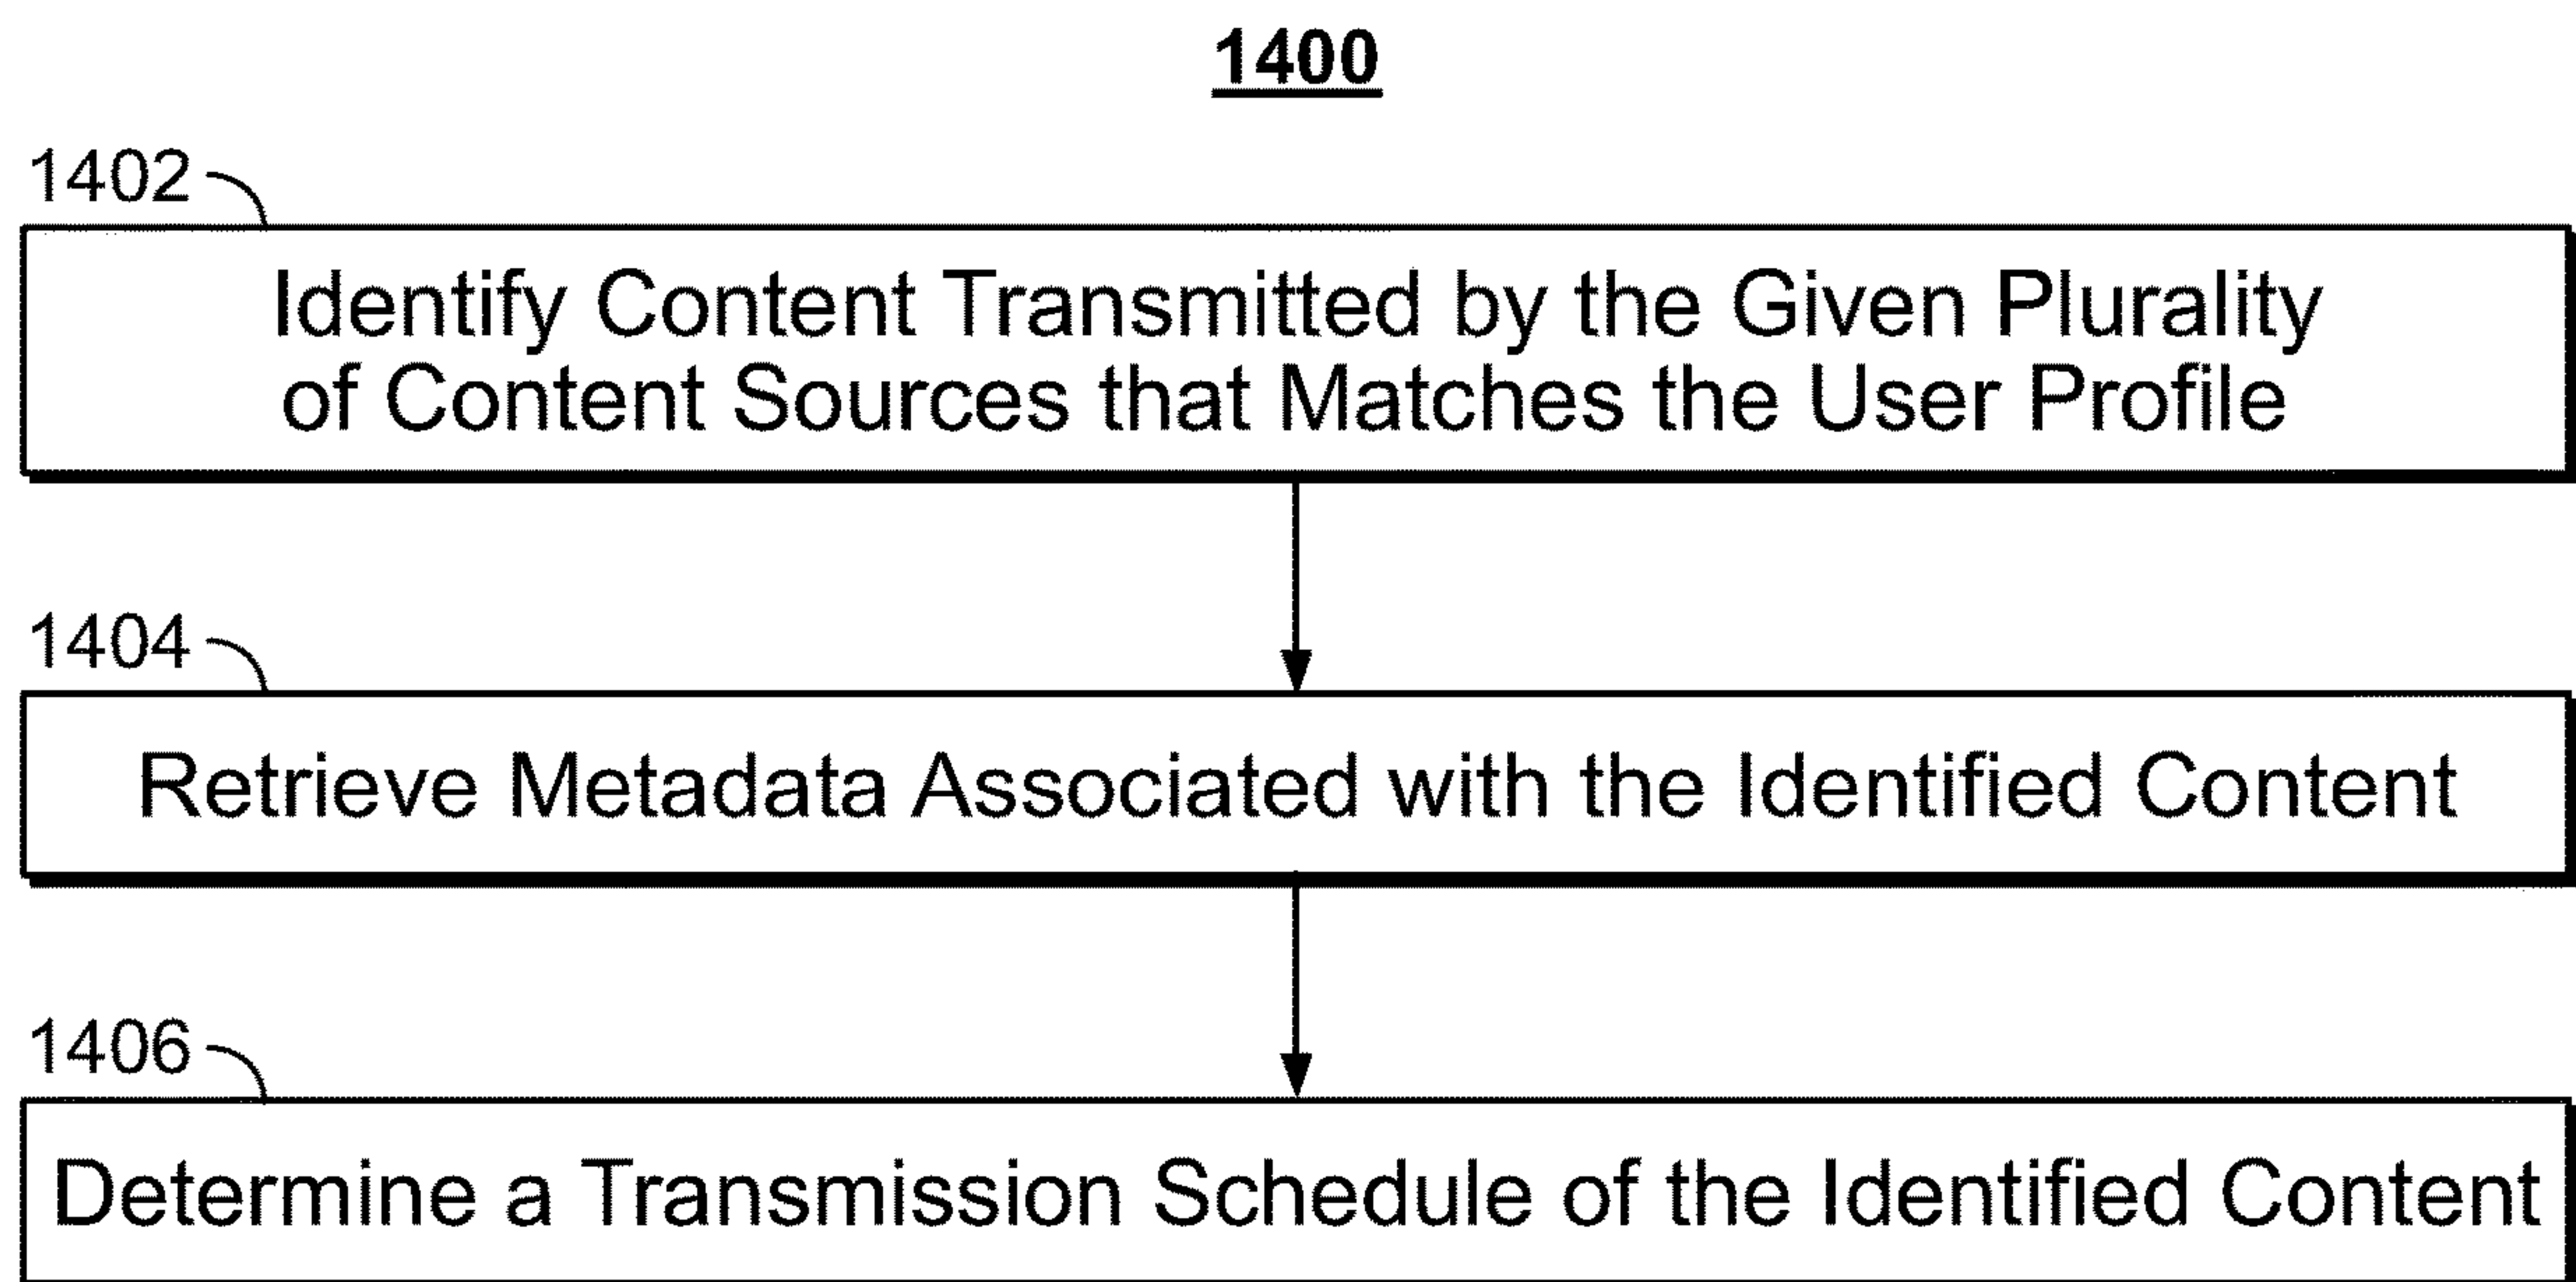 1400
1402
Identify Content Transmitted by the Given Plurality
of Content Sources that Matches the User Profile
1404
Retrieve Metadata Associated with the Identified Content
1406
Determine a Transmission Schedule of the Identified Content